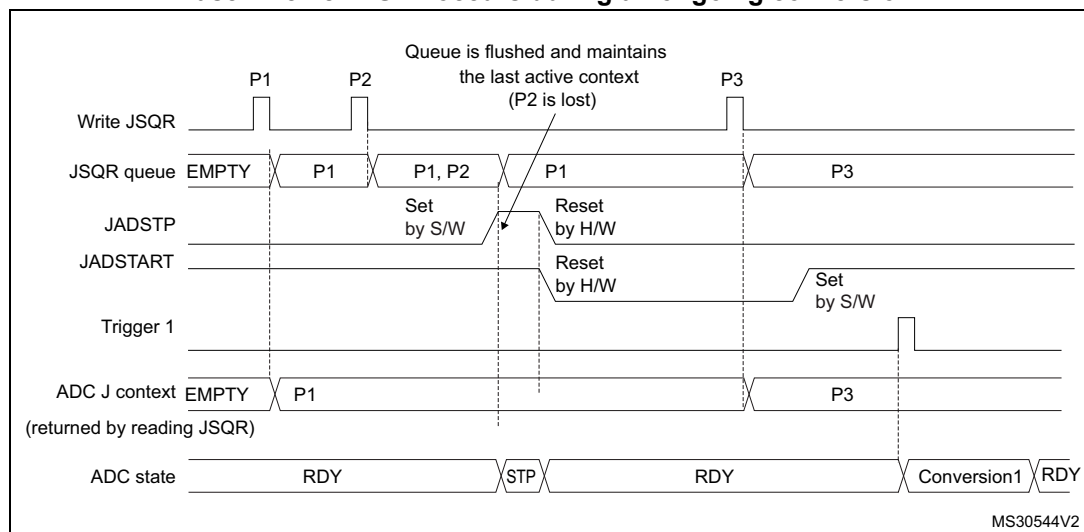 Queue is flushed and maintains
the last active context
(P2 is lost)
P1
P2
P3
Write JSQR
JSQR queue
EMPTY
P1
P1, P2
P1
P3
Set
by S/W
Reset
by H/W
JADSTP
JADSTART
Reset
by H/W
Set
by S/W
Trigger 1
ADC J context
(returned by reading JSQR)
EMPTY
P1
P3
ADC state
RDY
STP
RDY
Conversion1
RDY
MS30544V2